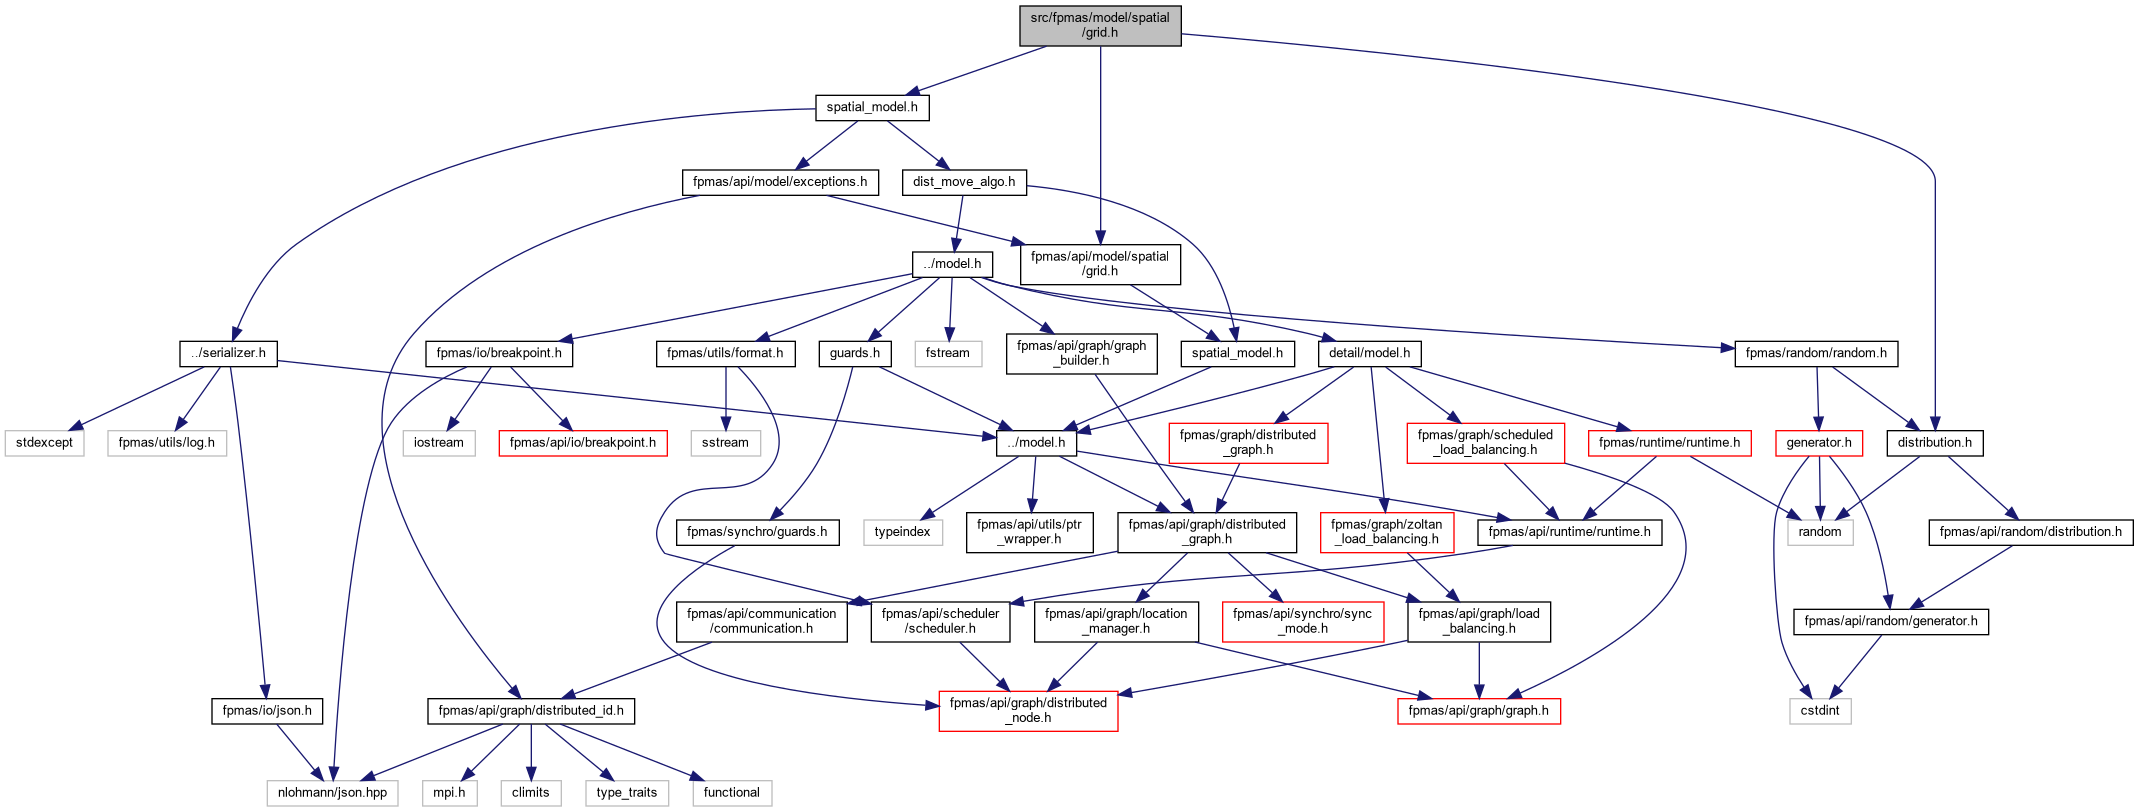 src/fpmas/model/spatial
/grid.h
spatial_model.h
fpmas/api/model/exceptions.h
dist_move_algo.h
../model.h
fpmas/api/model/spatial
/grid.h
../serializer.h
fpmas/io/breakpoint.h
fpmas/utils/format.h
guards.h
fstream
fpmas/api/graph/graph
_builder.h
spatial_model.h
detail/model.h
fpmas/random/random.h
stdexcept
fpmas/utils/log.h
iostream
fpmas/api/io/breakpoint.h
sstream
../model.h
fpmas/graph/distributed
_graph.h
fpmas/graph/scheduled
_load_balancing.h
fpmas/runtime/runtime.h
generator.h
distribution.h
fpmas/synchro/guards.h
typeindex
fpmas/api/utils/ptr
_wrapper.h
fpmas/api/graph/distributed
_graph.h
fpmas/graph/zoltan
_load_balancing.h
fpmas/api/runtime/runtime.h
random
fpmas/api/random/distribution.h
fpmas/api/communication
/communication.h
fpmas/api/scheduler
/scheduler.h
fpmas/api/graph/location
_manager.h
fpmas/api/synchro/sync
_mode.h
fpmas/api/graph/load
_balancing.h
fpmas/api/random/generator.h
fpmas/io/json.h
fpmas/api/graph/distributed_id.h
fpmas/api/graph/distributed
_node.h
fpmas/api/graph/graph.h
cstdint
nlohmann/json.hpp
mpi.h
climits
type_traits
functional